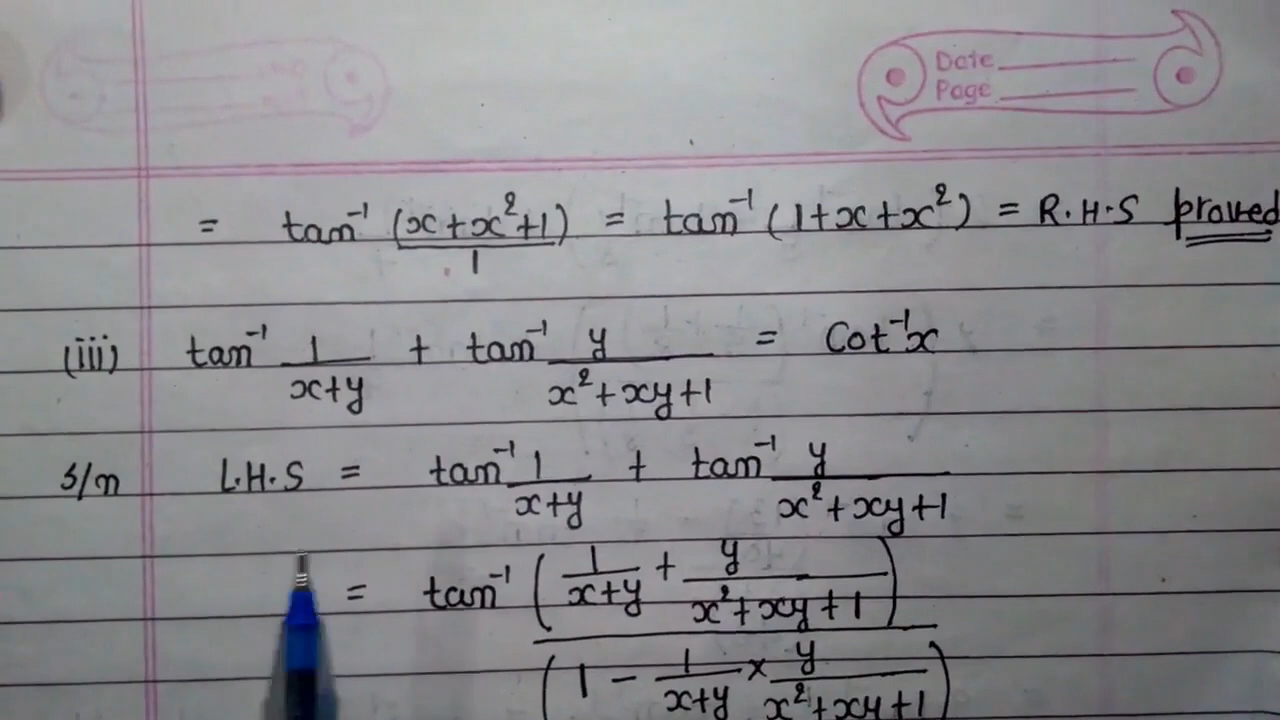 Date
Page
= tan⁻¹ (x+x²+1)/1 = tan⁻¹ (1+x+x²) = R.H.S proved
(iii) tan⁻¹ 1/(x+y) + tan⁻¹ y/(x²+xy+1) = Cot⁻¹x
s/n L.H.S = tan⁻¹ 1/(x+y) + tan⁻¹ y/(x²+xy+1)
= tan⁻¹ (1/(x+y) + y/(x²+xy+1))
(1 - 1/(x+y) × y/(x²+xy+1))